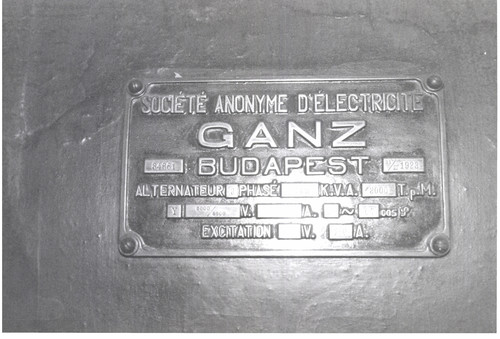 SOCIÉTÉ ANONYME D'ÉLECTRICITÉ
GANZ
BUDAPEST
ALTERNATEUR PHASÉ K.V.A. T.P.M.
V. A. ~ COS φ
EXCITATION V. A.